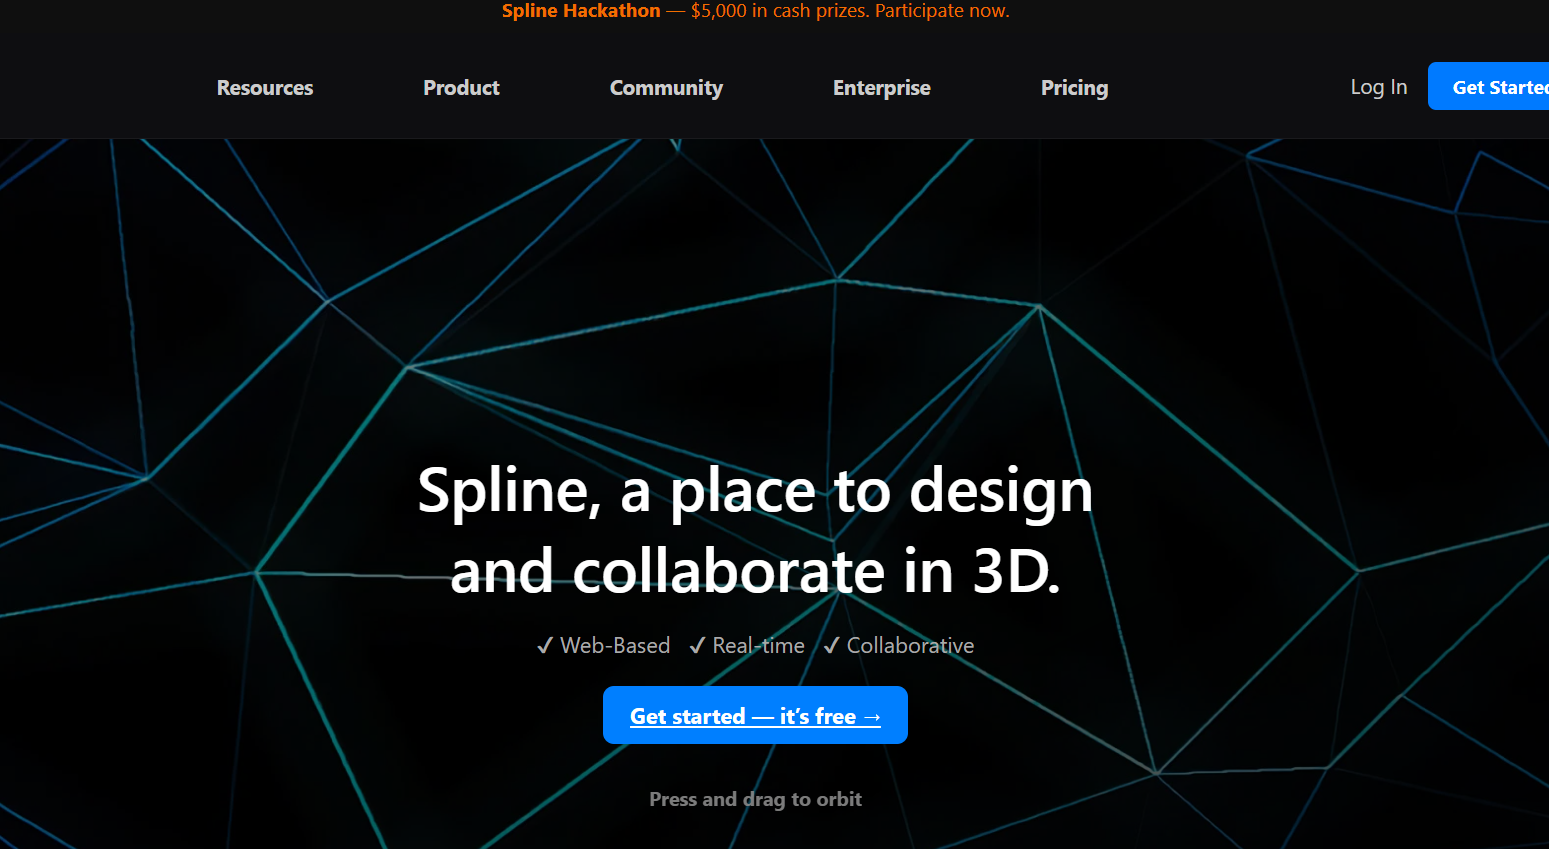 Spline Hackathon — $5,000 in cash prizes. Participate now.
Resources Product Community Enterprise Pricing Log In Get Started
Spline, a place to design
and collaborate in 3D.
✓ Web-Based ✓ Real-time ✓ Collaborative
Get started — it’s free →
Press and drag to orbit